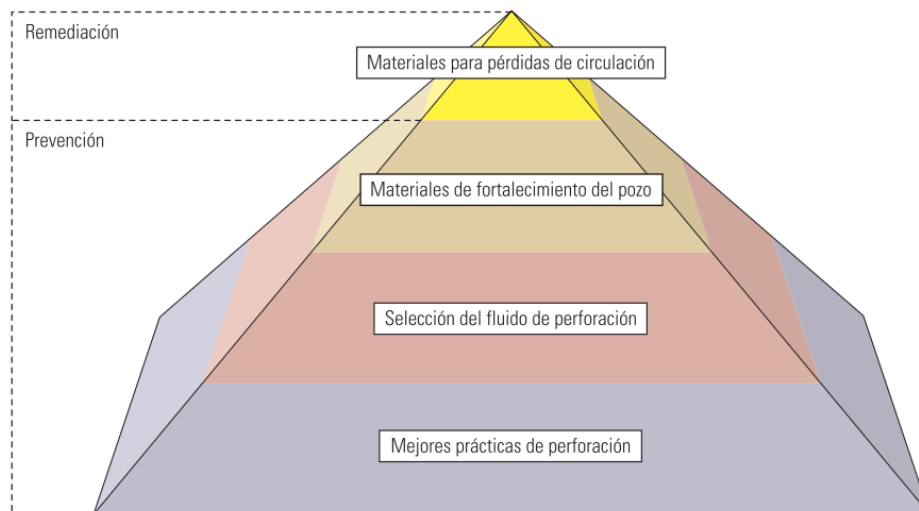 Remediación
Materiales para pérdidas de circulación
Prevención
Materiales de fortalecimiento del pozo
Selección del fluido de perforación
Mejores prácticas de perforación